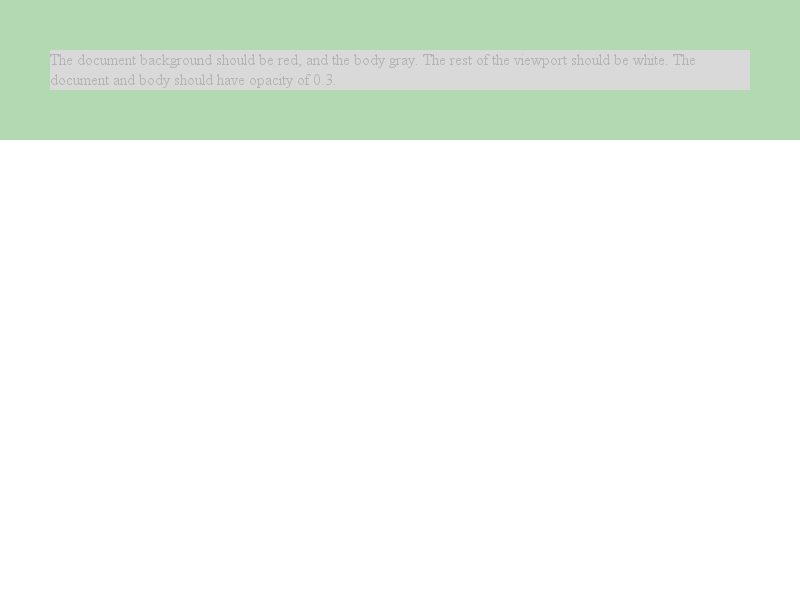 The document background should be red, and the body gray. The rest of the viewport should be white. The
document and body should have opacity of 0.3.